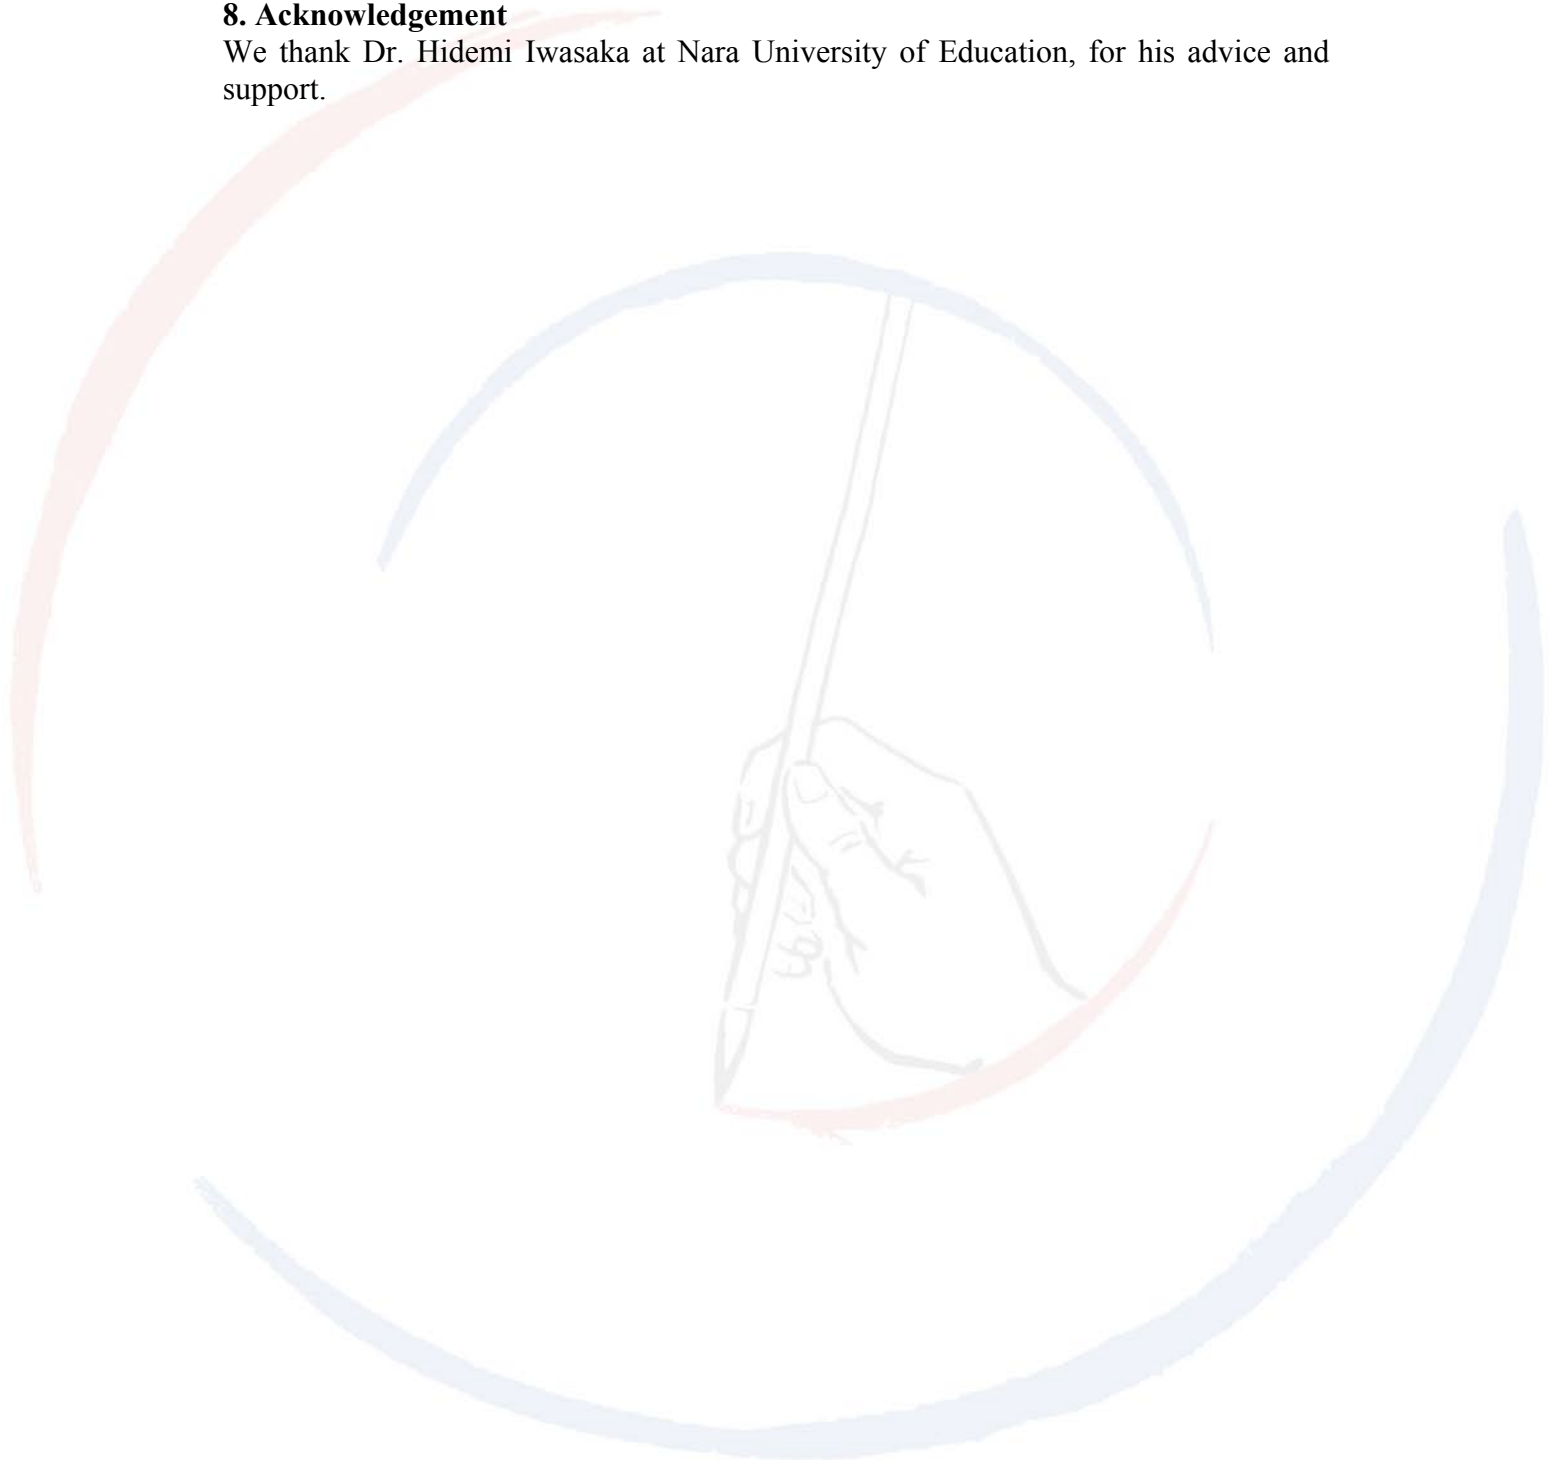 8. Acknowledgement
We thank Dr. Hidemi Iwasaka at Nara University of Education, for his advice and
support.